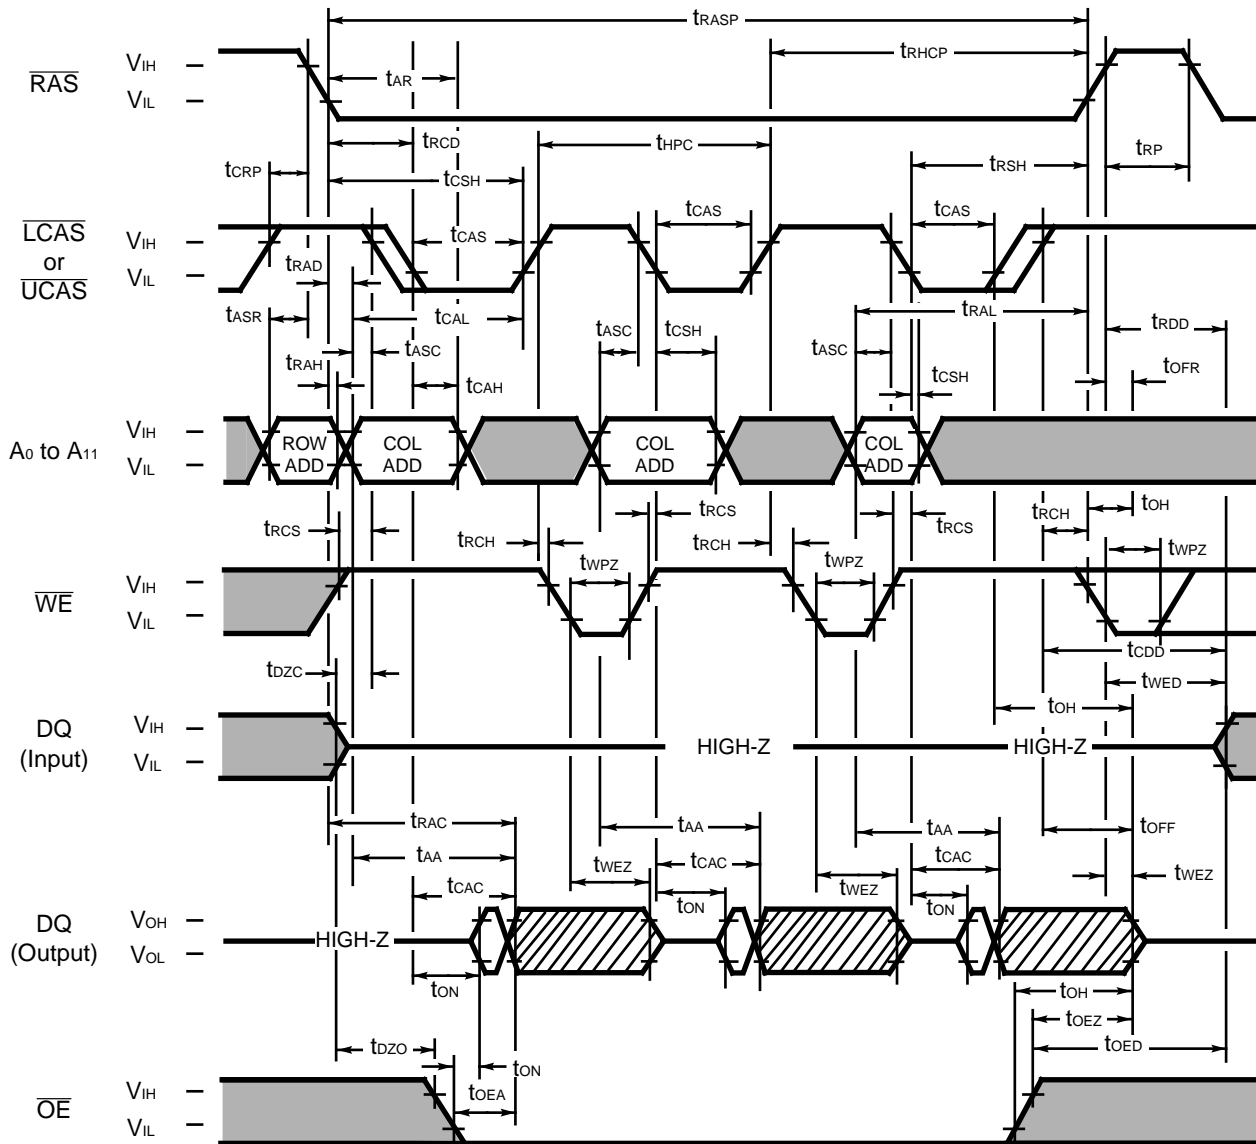 tRASP
tRHCP
RAS
VIH
VIL
tAR
tRCD
tHPC
tRP
tCRP
tCSH
tRSH
LCAS
or
UCAS
VIH
VIL
tCAS
tCAS
tCAS
tRAD
tASR
tCAL
tRAL
tRDD
tASC
tASC
tCSH
tASC
tRAH
tCAH
tCSH
tOFR
A0 to A11
VIH
VIL
ROW
ADD
COL
ADD
COL
ADD
COL
ADD
tRCS
tRCS
tRCS
tRCH
tRCH
tRCH
tOH
WE
VIH
VIL
tWPZ
tWPZ
tWPZ
tDZC
tCDD
tWED
tOH
DQ
(Input)
VIH
VIL
HIGH-Z
HIGH-Z
tRAC
tAA
tAA
tOFF
tAA
tCAC
tCAC
tCAC
tWEZ
tWEZ
tWEZ
tON
tON
DQ
(Output)
VOH
VOL
HIGH-Z
tON
tOH
tOEZ
tDZO
tON
tOED
tOEA
OE
VIH
VIL